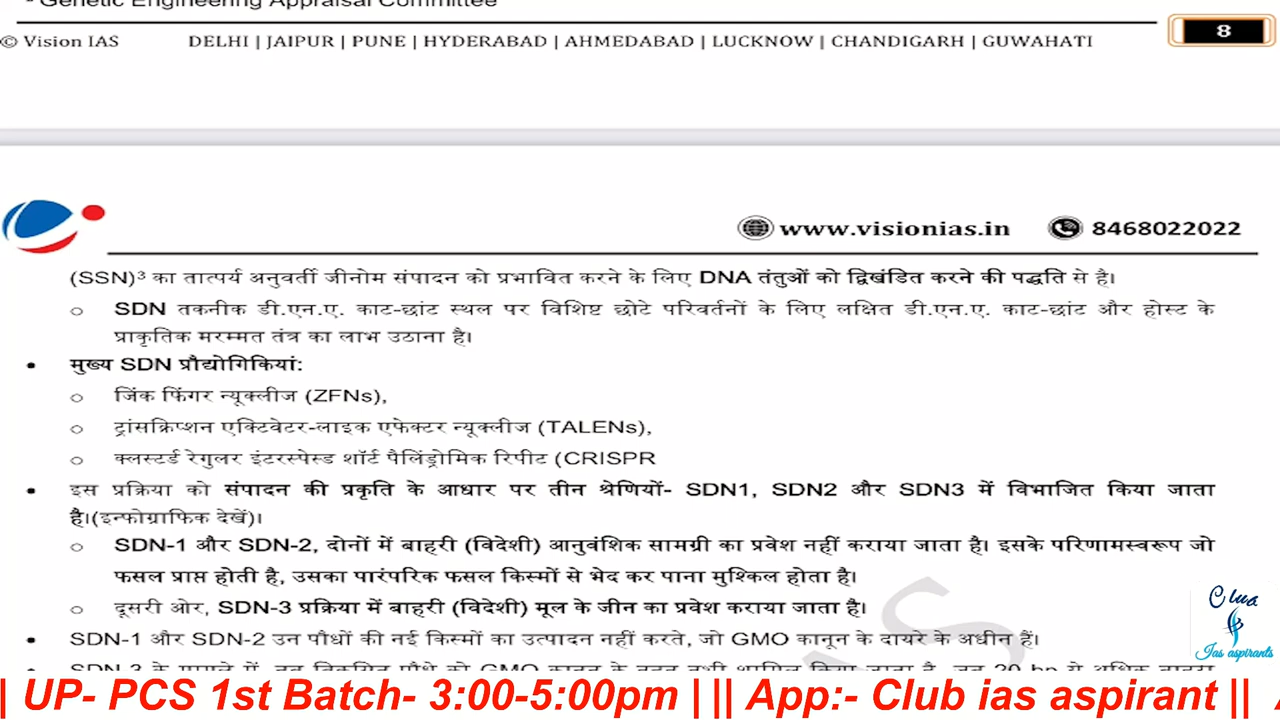 Genetic Engineering Appraisal Committee
© Vision IAS DELHI | JAIPUR | PUNE | HYDERABAD | AHMEDABAD | LUCKNOW | CHANDIGARH | GUWAHATI 8
www.visionias.in 8468022022
(SSN)³ का तात्पर्य अनुवर्ती जीनोम संपादन को प्रभावित करने के लिए DNA तंतुओं को द्विखंडित करने की पद्धति से है।
○ SDN तकनीक डी.एन.ए. काट-छांट स्थल पर विशिष्ट छोटे परिवर्तनों के लिए लक्षित डी.एन.ए. काट-छांट और होस्ट के
प्राकृतिक मरम्मत तंत्र का लाभ उठाना है।
• मुख्य SDN प्रौद्योगिकियां:
○ जिंक फिंगर न्यूक्लीज (ZFNs),
○ ट्रांसक्रिप्शन एक्टिवेटर-लाइक एफेक्टर न्यूक्लीज (TALENs),
○ क्लस्टर्ड रेगुलर इंटरस्पेस्ड शॉर्ट पैलिंड्रोमिक रिपीट (CRISPR
• इस प्रक्रिया को संपादन की प्रकृति के आधार पर तीन श्रेणियों- SDN1, SDN2 और SDN3 में विभाजित किया जाता
है।(इन्फोग्राफिक देखें)।
○ SDN-1 और SDN-2, दोनों में बाहरी (विदेशी) आनुवंशिक सामग्री का प्रवेश नहीं कराया जाता है। इसके परिणामस्वरूप जो
फसल प्राप्त होती है, उसका पारंपरिक फसल किस्मों से भेद कर पाना मुश्किल होता है।
○ दूसरी ओर, SDN-3 प्रक्रिया में बाहरी (विदेशी) मूल के जीन का प्रवेश कराया जाता है।
• SDN-1 और SDN-2 उन पौधों की नई किस्मों का उत्पादन नहीं करते, जो GMO कानून के दायरे के अधीन हैं।
Club
Ias aspirants
| UP- PCS 1st Batch- 3:00-5:00pm | || App:- Club ias aspirant ||